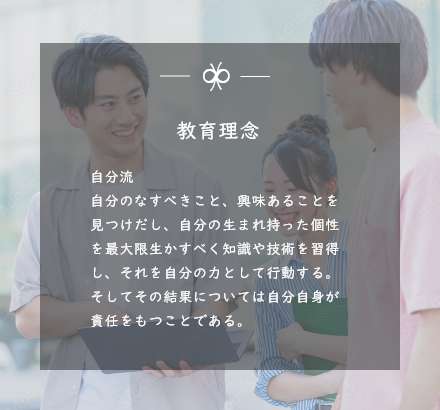 教育理念
自分流
自分のなすべきこと、興味あることを
見つけだし、自分の生まれ持った個性
を最大限生かすべく知識や技術を習得
し、それを自分の力として行動する。
そしてその結果については自分自身が
責任をもつことである。